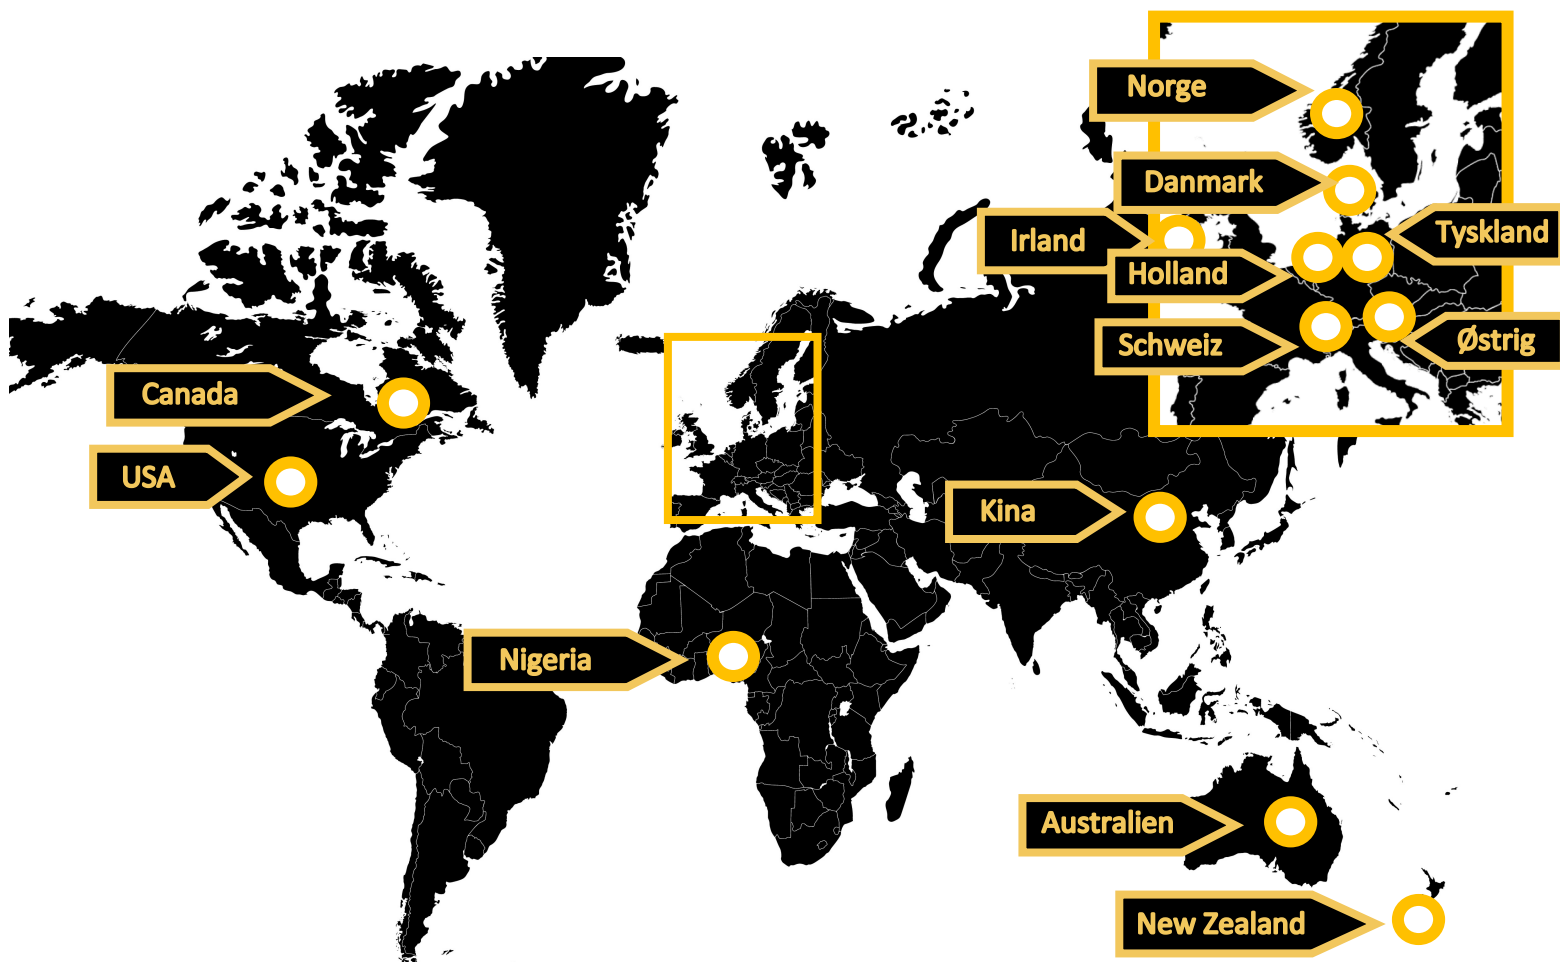 Norge
Danmark
Irland
Tyskland
Holland
Schweiz
Østrig
Canada
USA
Kina
Nigeria
Australien
New Zealand